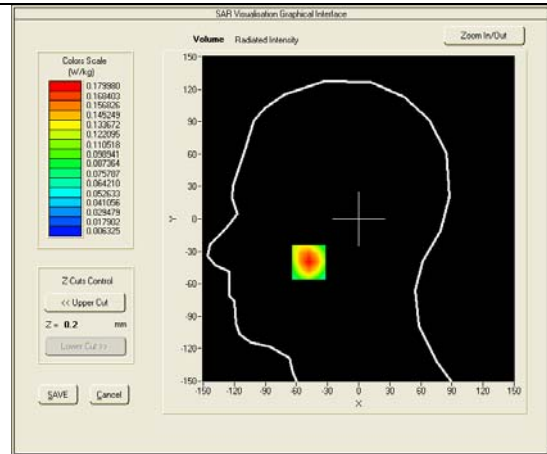 SAR Visualisation Graphical Interface
Volume Radiated Intensity
Zoom In/Out
Colors Scale
(W/kg)
0.179980
0.168403
0.156826
0.145249
0.133672
0.122095
0.110518
0.098941
0.087364
0.075787
0.064210
0.052633
0.041056
0.029479
0.017902
0.006325
Z Cuts Control
<< Upper Cut
Z = 0.2 mm
Lower Cut >>
SAVE Cancel
150
120
90
60
30
0
-30
-60
-90
-120
-150
Y
-150 -120 -90 -60 -30 0 30 60 90 120 150
X